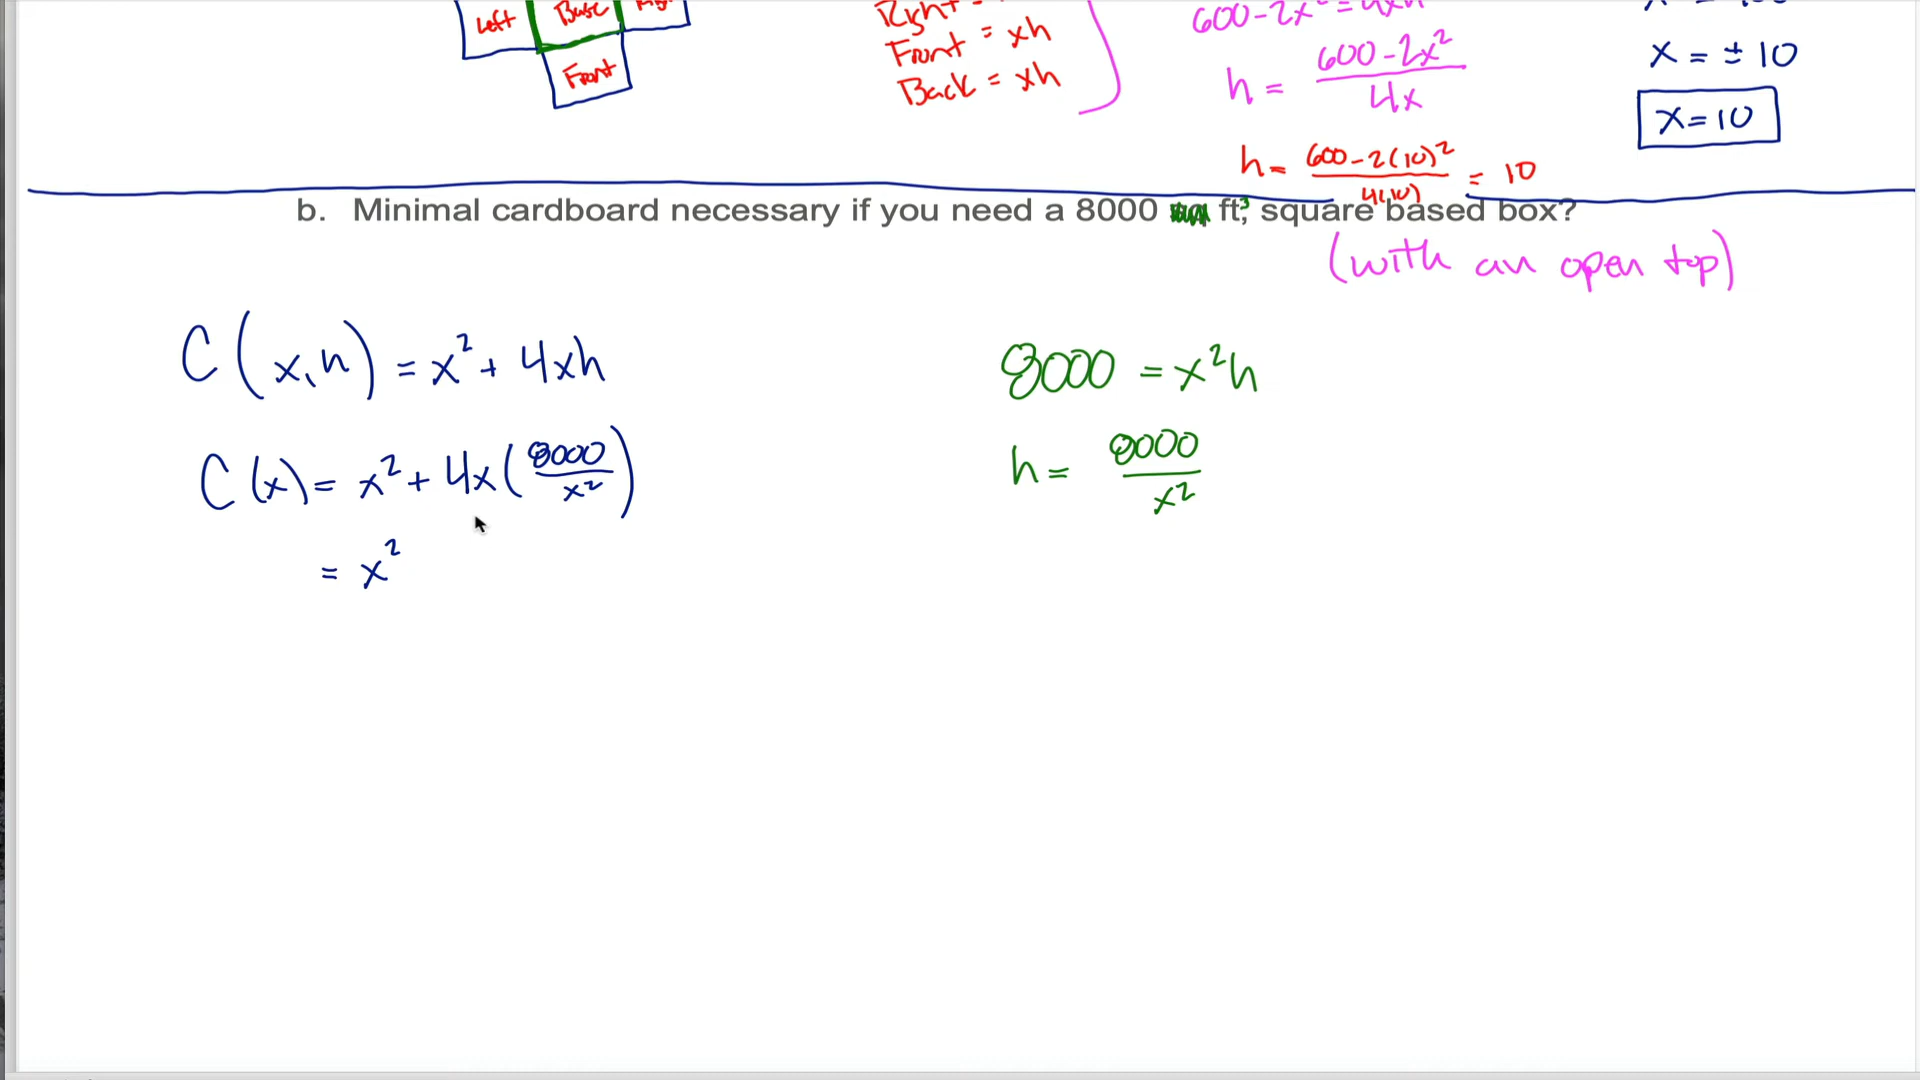 Left Base
Front
Right =
Front = xh
Back = xh
600-2x² = 4xh
h = (600-2x²)/(4x)
h = (600-2(10)²)/(4(10)) = 10
x = ± 10
x = 10
b. Minimal cardboard necessary if you need a 8000 ft³, square based box?
(with an open top)
C(x,h) = x² + 4xh
C(x) = x² + 4x(8000/x²)
= x²
8000 = x²h
h = 8000/x²